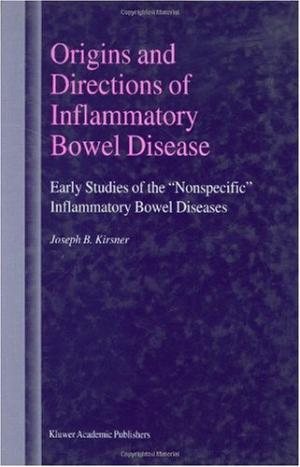 Origins and
Directions of
Inflammatory
Bowel Disease
Early Studies of the "Nonspecific"
Inflammatory Bowel Diseases
Joseph B. Kirsner
Kluwer Academic Publishers